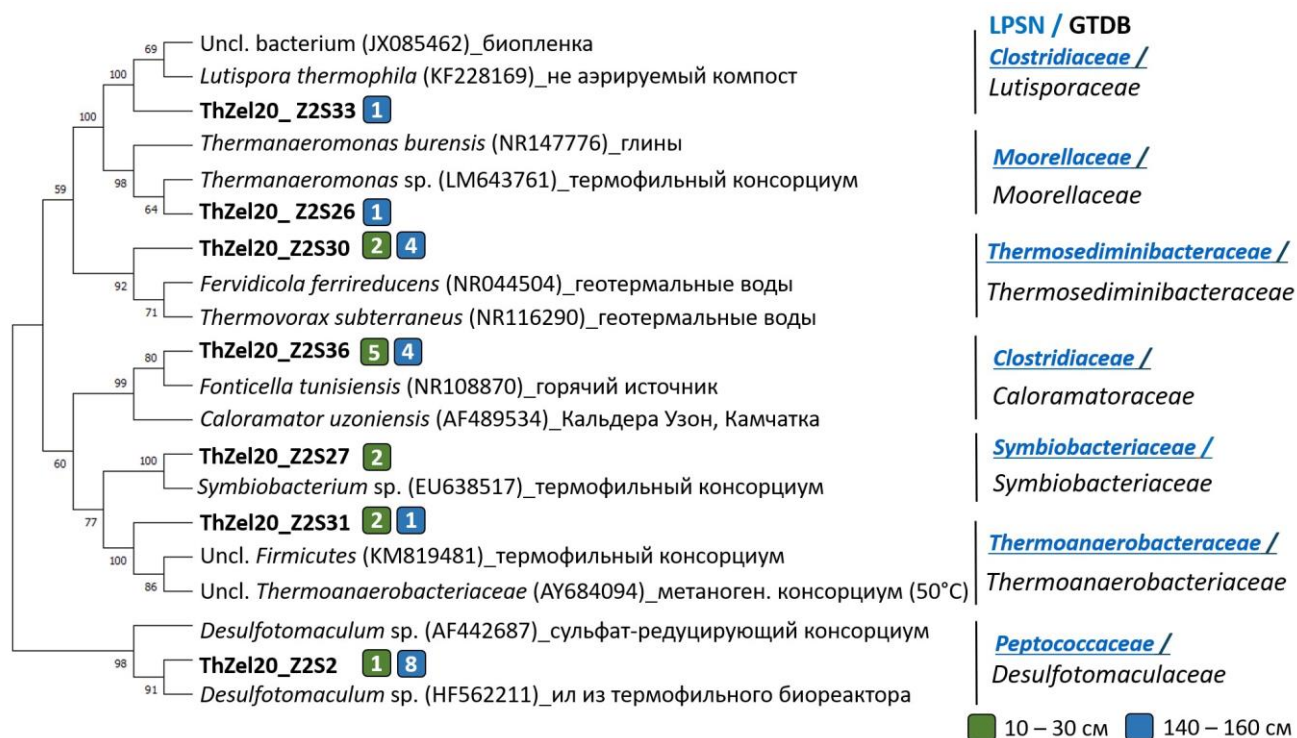 LPSN / GTDB
69
Uncl. bacterium (JX085462)_биопленка
Clostridiaceae /
100
Lutispora thermophila (KF228169)_не аэрируемый компост
Lutisporaceae
100
ThZel20_ Z2S33 1
Thermanaeromonas burensis (NR147776)_глины
Moorellaceae /
98
Thermanaeromonas sp. (LM643761)_термофильный консорциум
59
64
ThZel20_ Z2S26 1
Moorellaceae
ThZel20_Z2S30 2 4
Thermosediminibacteraceae /
92
Fervidicola ferrireducens (NR044504)_геотермальные воды
Thermosediminibacteraceae
71
Thermovorax subterraneus (NR116290)_геотермальные воды
80
ThZel20_Z2S36 5 4
Clostridiaceae /
99
Fonticella tunisiensis (NR108870)_горячий источник
Caloramatoraceae
Caloramator uzoniensis (AF489534)_Кальдера Узон, Камчатка
60
100
ThZel20_Z2S27 2
Symbiobacteriaceae /
Symbiobacterium sp. (EU638517)_термофильный консорциум
Symbiobacteriaceae
77
ThZel20_Z2S31 2 1
Thermoanaerobacteraceae /
100
Uncl. Firmicutes (KM819481)_термофильный консорциум
86
Uncl. Thermoanaerobacteriaceae (AY684094)_метаноген. консорциум (50°C)
Thermoanaerobacteriaceae
Desulfotomaculum sp. (AF442687)_сульфат-редуцирующий консорциум
Peptococcaceae /
98
ThZel20_Z2S2 1 8
Desulfotomaculaceae
91
Desulfotomaculum sp. (HF562211)_ил из термофильного биореактора
10 – 30 см 140 – 160 см